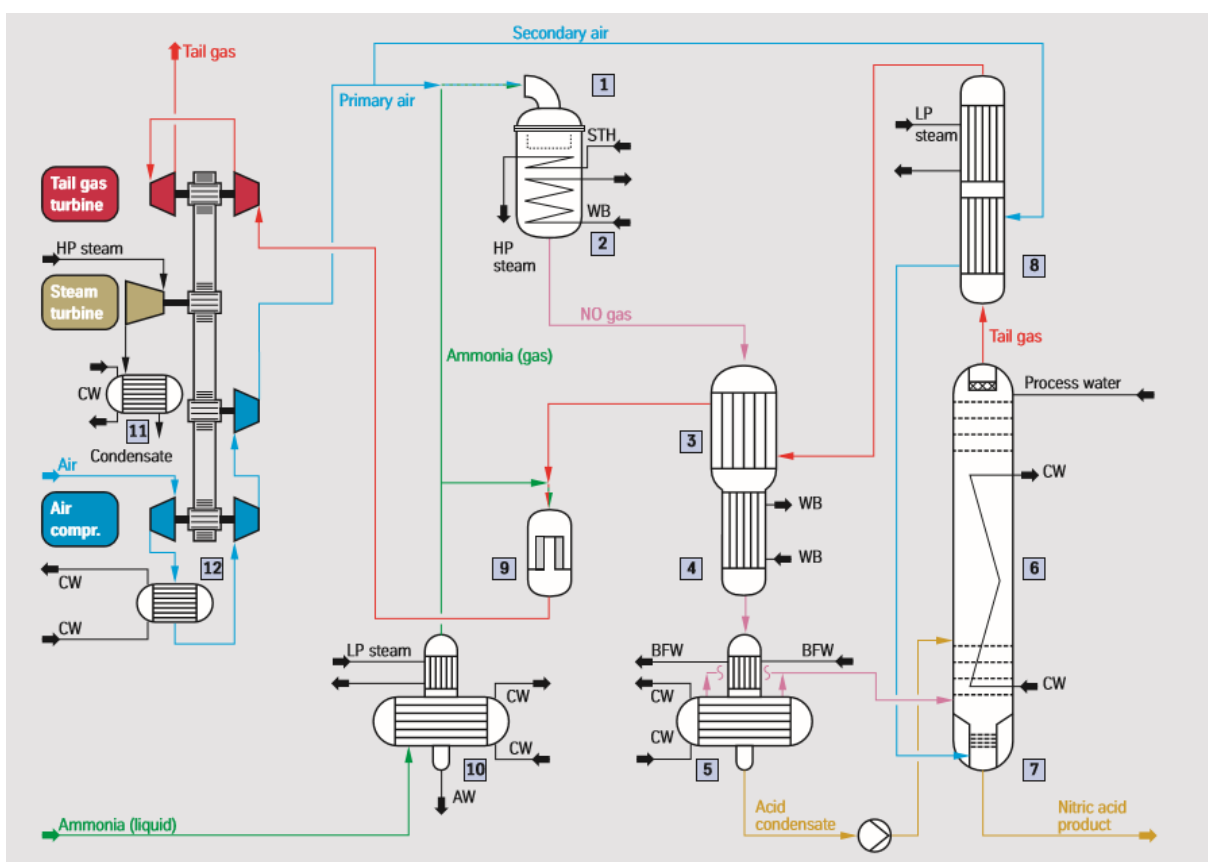 Secondary air
Tail gas
Primary air
1
LP
steam
STH
Tail gas
turbine
WB
2
HP
steam
HP steam
8
Steam
turbine
NO gas
Tail gas
Ammonia (gas)
Process water
CW
11
3
Condensate
Air
CW
WB
Air
compr.
12
9
4
WB
6
CW
CW
LP steam
BFW
BFW
CW
CW
CW
CW
CW
10
5
7
AW
Acid
condensate
Nitric acid
product
Ammonia (liquid)